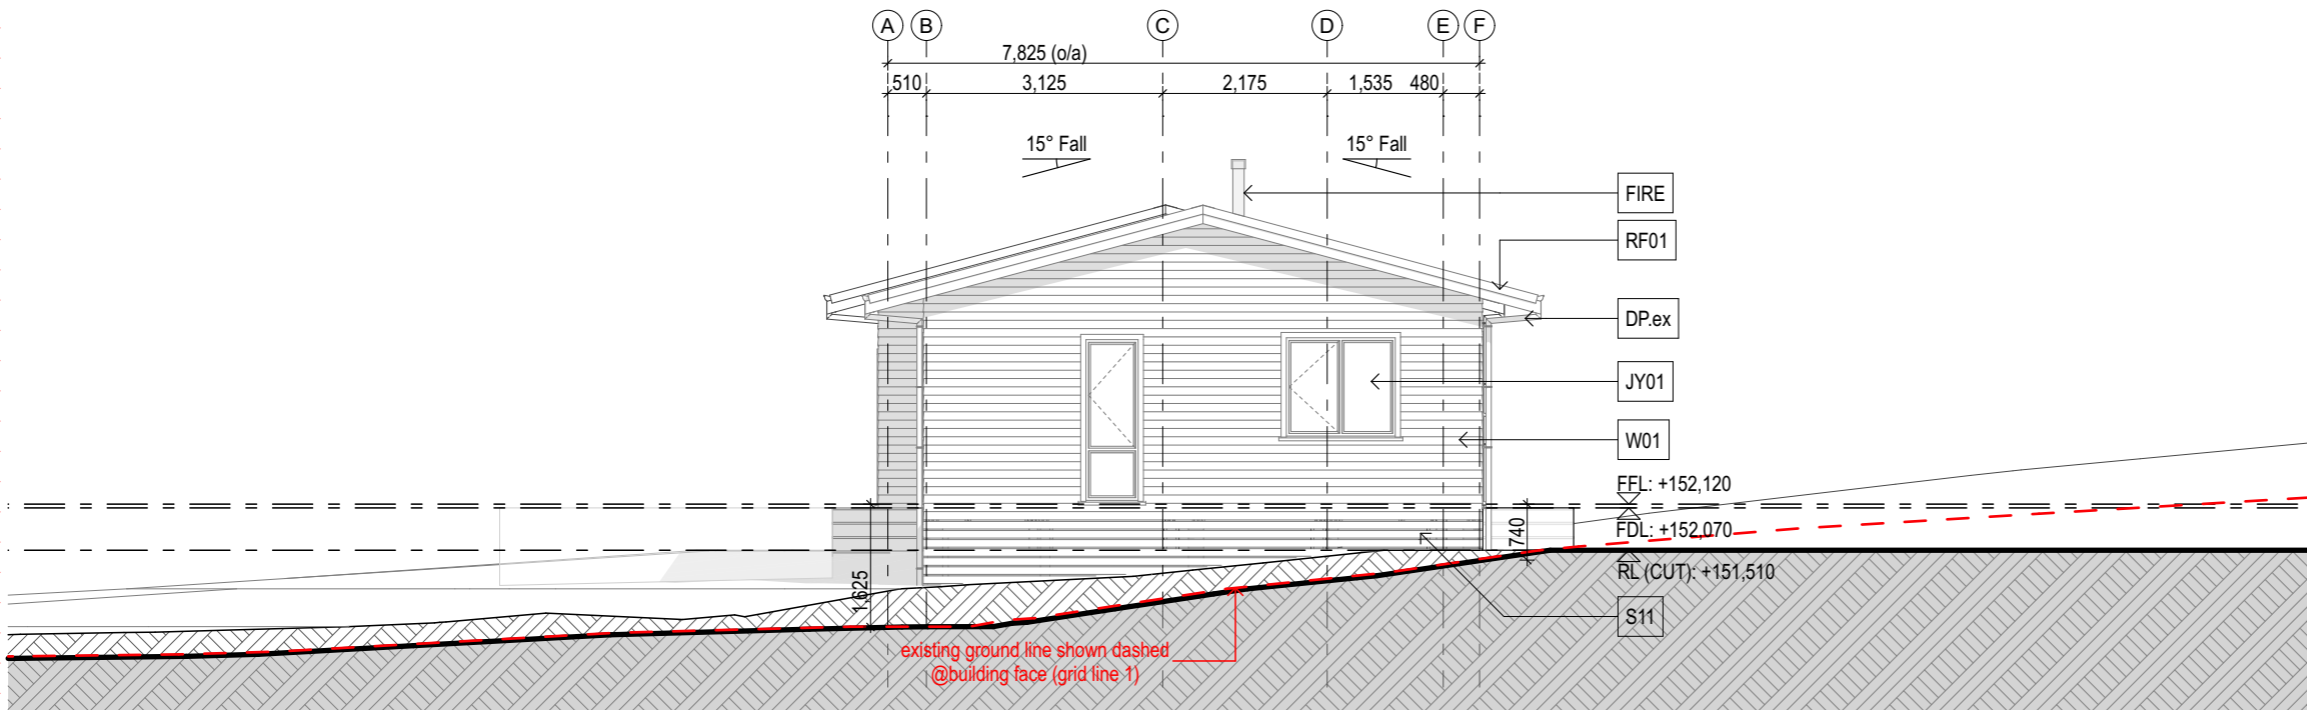 A B C D E F
7,825 (o/a)
510 3,125 2,175 1,535 480
15° Fall 15° Fall
FIRE
RF01
DP.ex
JY01
W01
FFL: +152,120
FDL: +152,070
740
RL (CUT): +151,510
1,625
S11
existing ground line shown dashed
@building face (grid line 1)